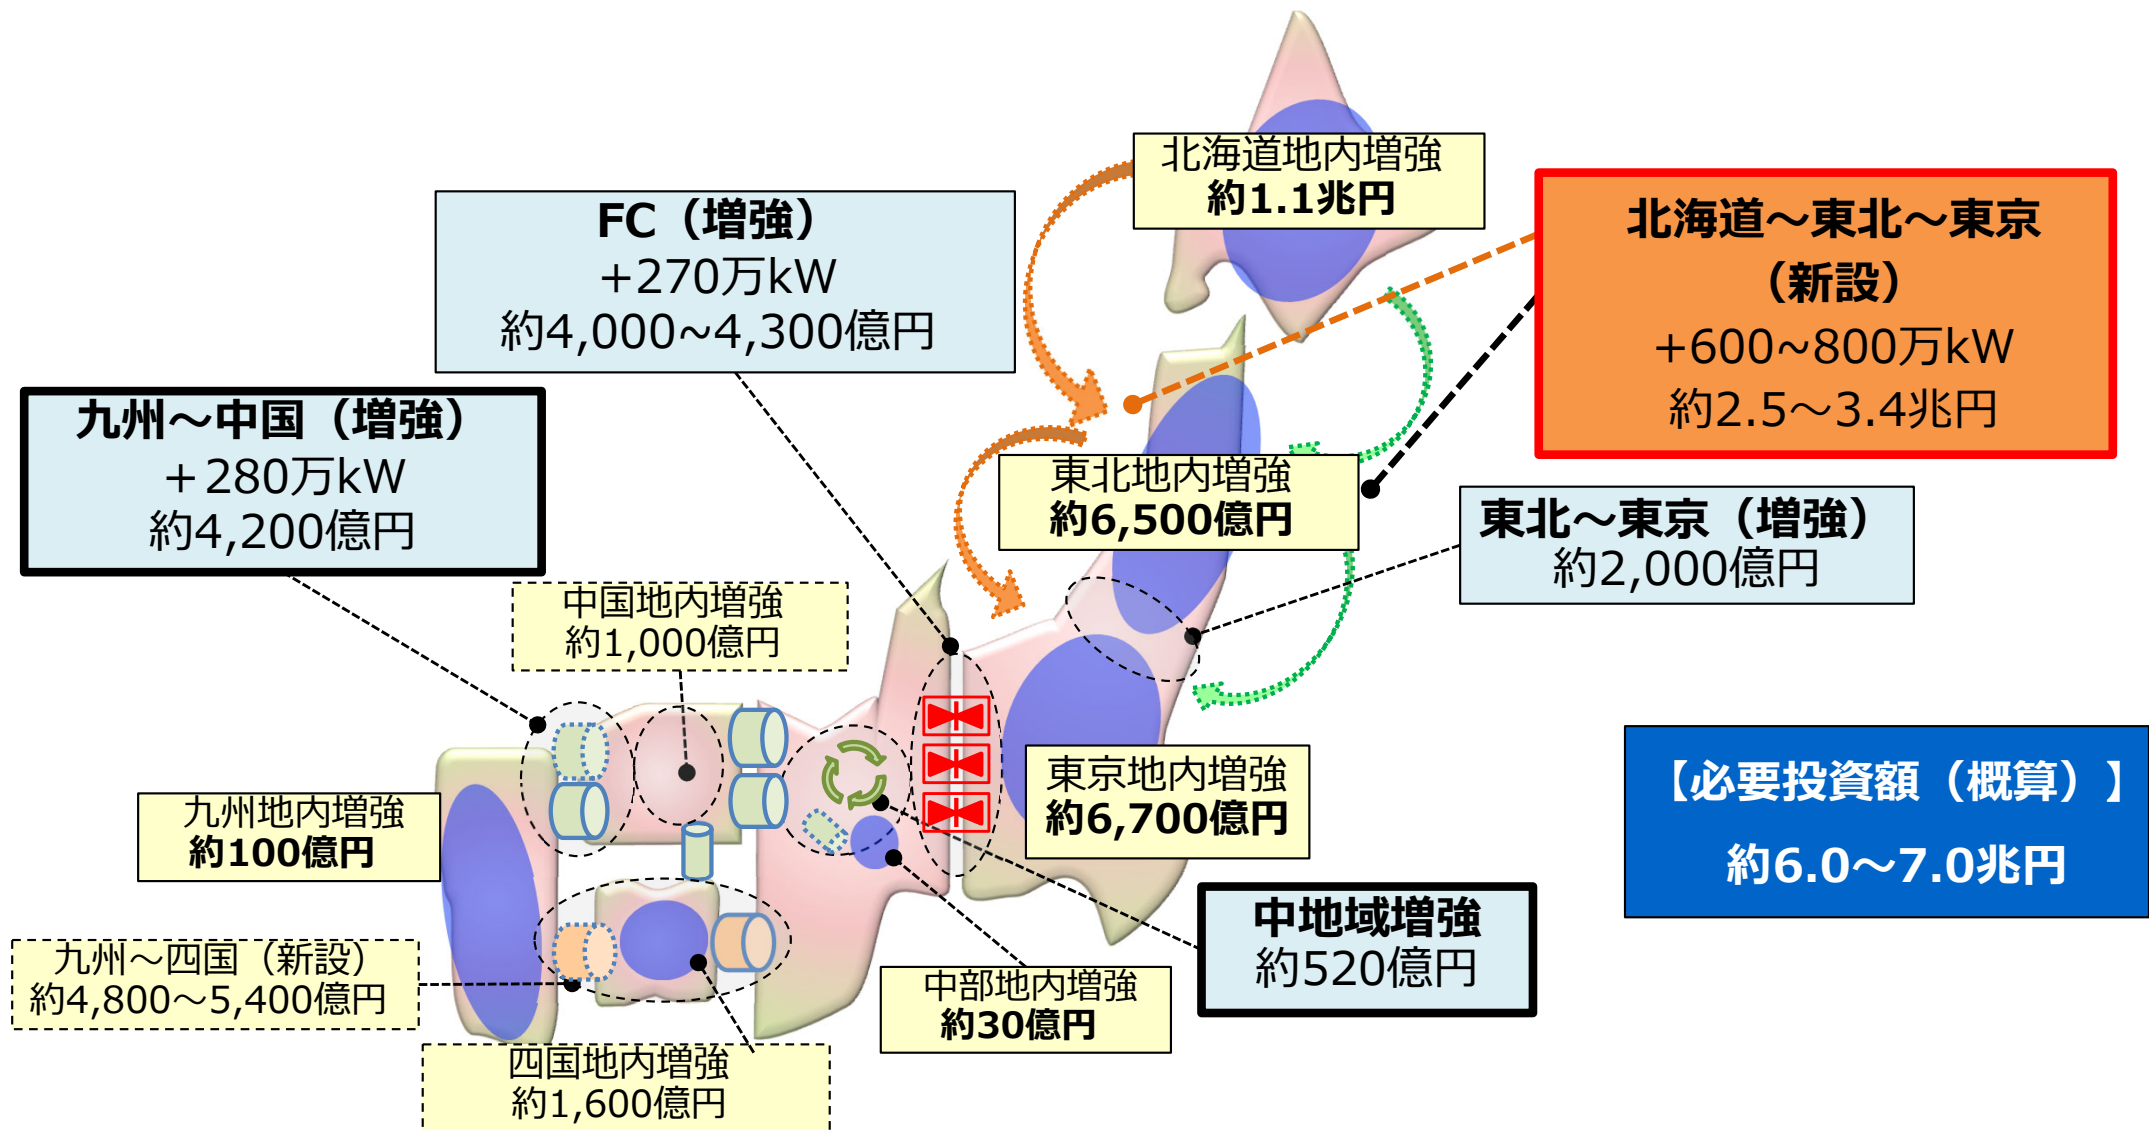 北海道地内増強
約1.1兆円
北海道～東北～東京
（新設）
+600~800万kW
約2.5～3.4兆円
FC（増強）
+270万kW
約4,000~4,300億円
九州～中国（増強）
＋280万kW
約4,200億円
東北地内増強
約6,500億円
東北～東京（増強）
約2,000億円
中国地内増強
約1,000億円
東京地内増強
約6,700億円
【必要投資額（概算）】
約6.0～7.0兆円
九州地内増強
約100億円
中地域増強
約520億円
九州～四国（新設）
約4,800～5,400億円
中部地内増強
約30億円
四国地内増強
約1,600億円